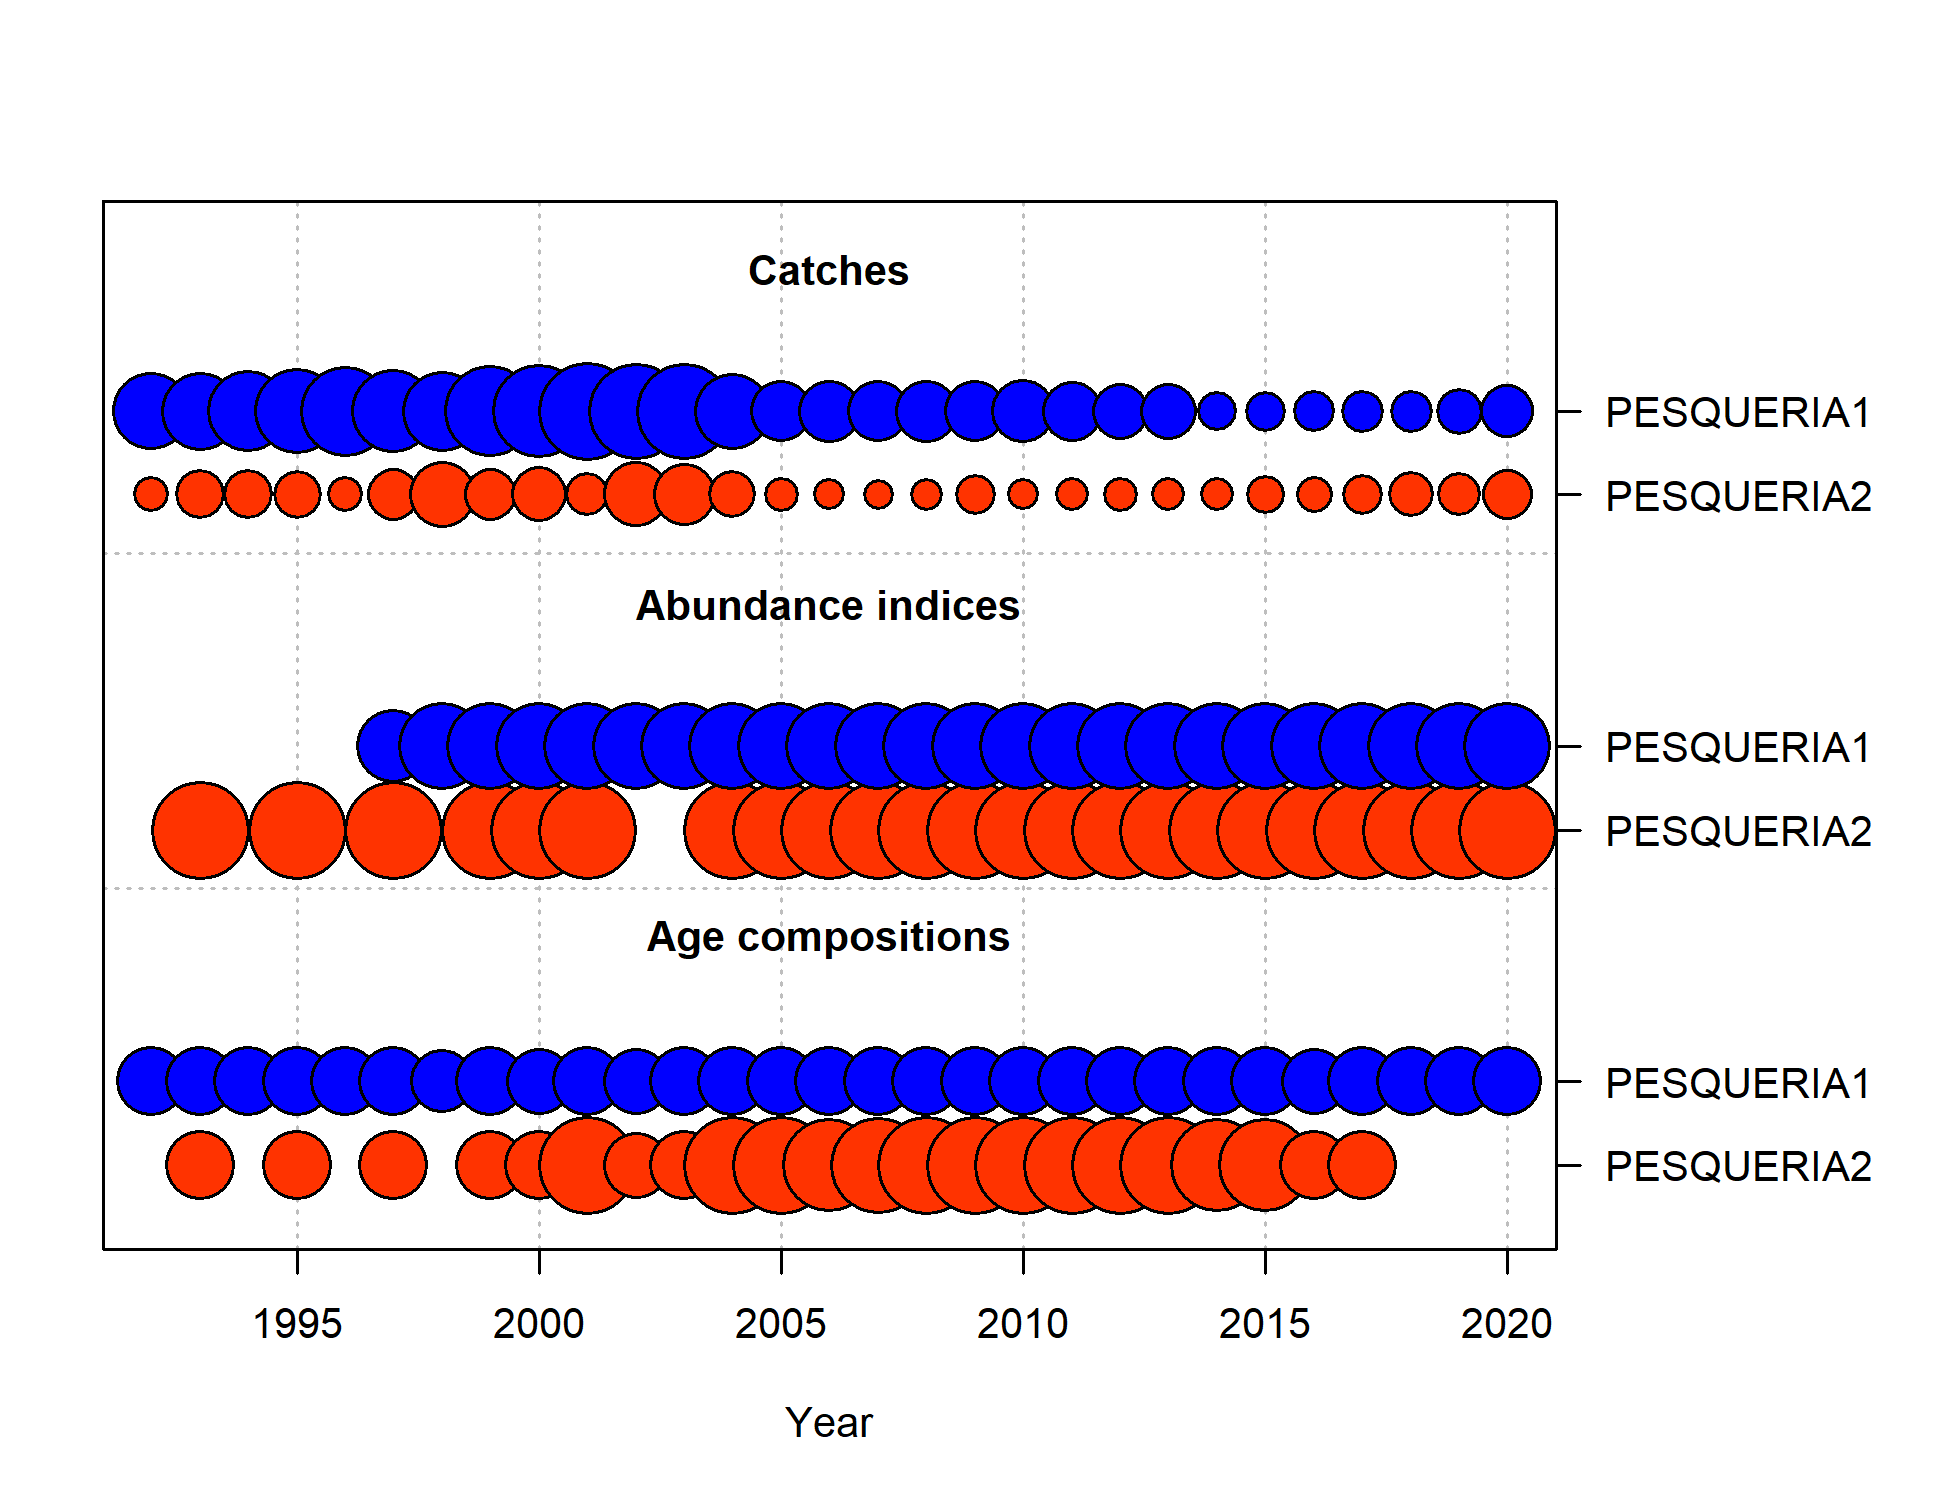 Catches
PESQUERIA1
PESQUERIA2
Abundance indices
PESQUERIA1
PESQUERIA2
Age compositions
PESQUERIA1
PESQUERIA2
1995 2000 2005 2010 2015 2020
Year